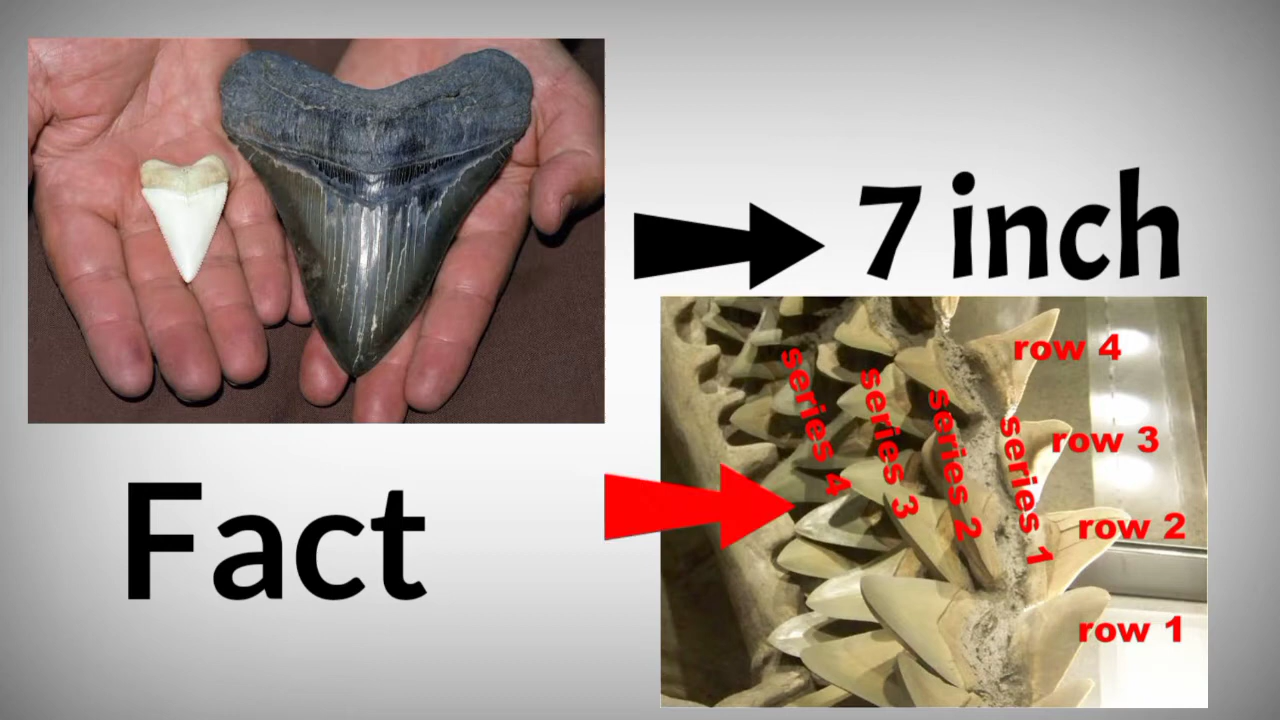 7 inch
Fact
series 4
series 3
series 2
series 1
row 4
row 3
row 2
row 1